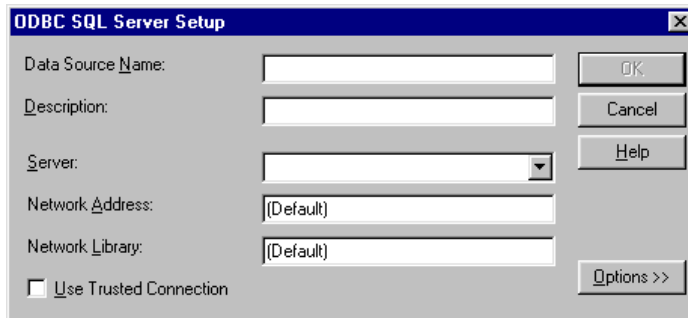 ODBC SQL Server Setup
Data Source Name:
OK
Description:
Cancel
Server:
Help
Network Address:
(Default)
Network Library:
(Default)
Use Trusted Connection
Options >>